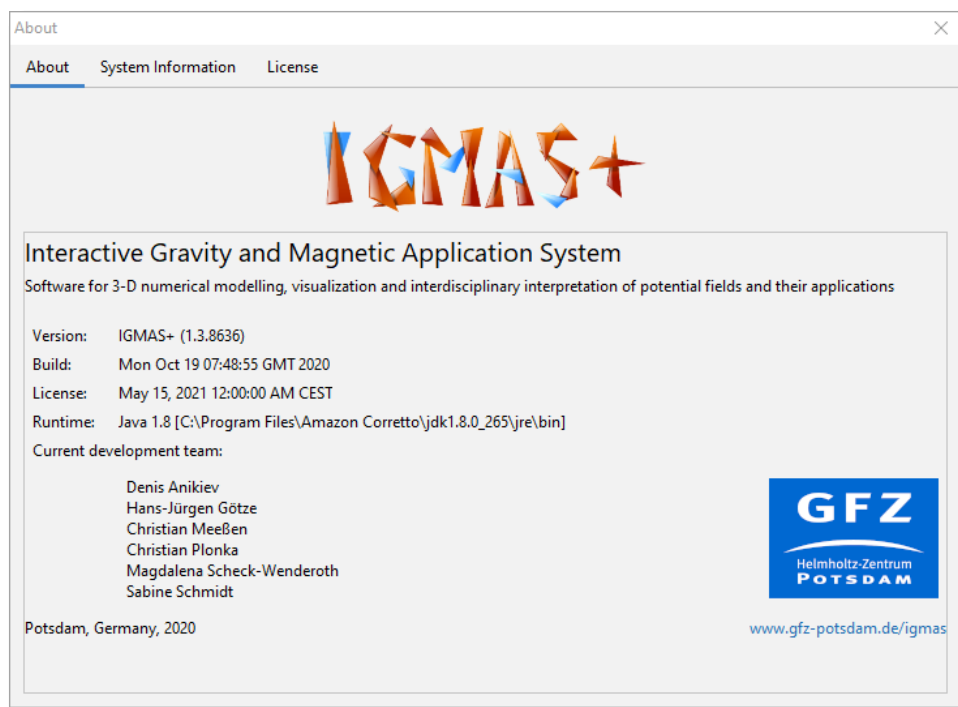 About
About System Information License
IGMAS+
Interactive Gravity and Magnetic Application System
Software for 3-D numerical modelling, visualization and interdisciplinary interpretation of potential fields and their applications
Version: IGMAS+ (1.3.8636)
Build: Mon Oct 19 07:48:55 GMT 2020
License: May 15, 2021 12:00:00 AM CEST
Runtime: Java 1.8 [C:\Program Files\Amazon Corretto\jdk1.8.0_265\jre\bin]
Current development team:
Denis Anikiev
Hans-Jürgen Götze
Christian Meeßen
Christian Plonka
Magdalena Scheck-Wenderoth
Sabine Schmidt
GFZ
Helmholtz-Zentrum
POTSDAM
Potsdam, Germany, 2020
www.gfz-potsdam.de/igmas